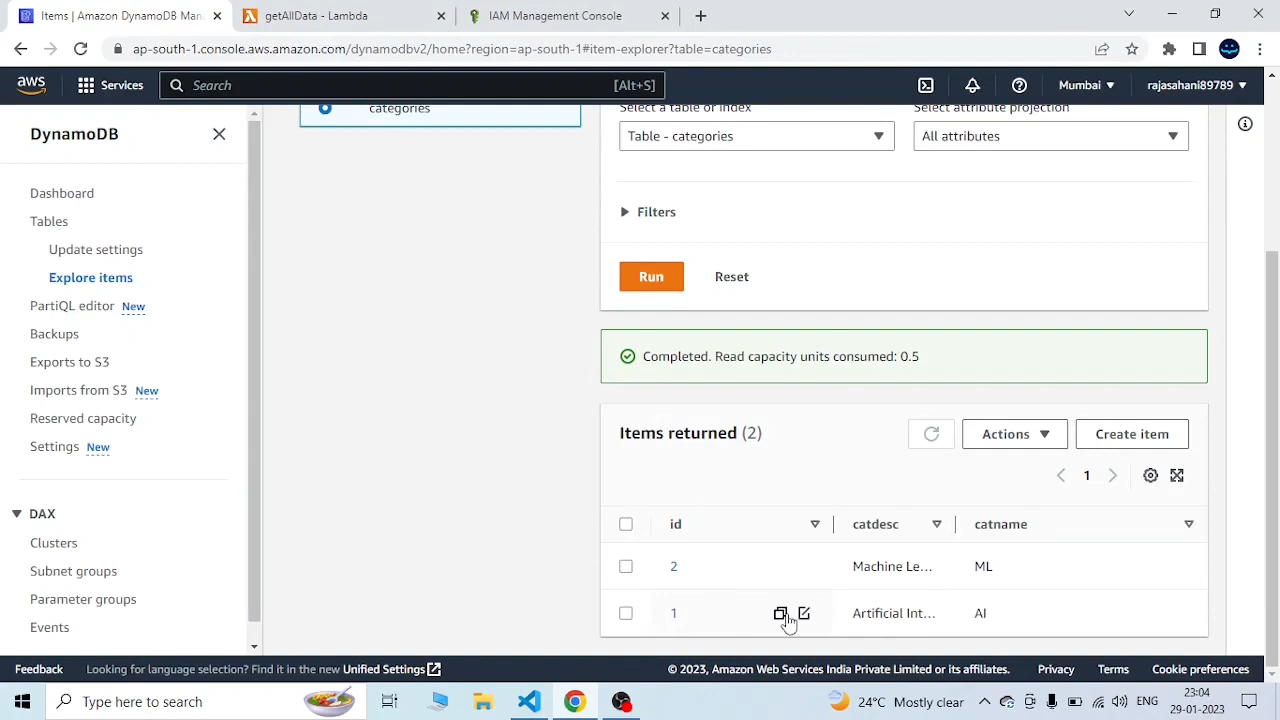 Items | Amazon DynamoDB Man
getAllData - Lambda
IAM Management Console
ap-south-1.console.aws.amazon.com/dynamodbv2/home?region=ap-south-1#item-explorer?table=categories
aws
Services
Search
[Alt+S]
Mumbai
rajasahani89789
DynamoDB
Dashboard
Tables
Update settings
Explore items
PartiQL editor New
Backups
Exports to S3
Imports from S3 New
Reserved capacity
Settings New
DAX
Clusters
Subnet groups
Parameter groups
Events
categories
Select a table or index
Select attribute projection
Table - categories
All attributes
Filters
Run
Reset
Completed. Read capacity units consumed: 0.5
Items returned (2)
Actions
Create item
1
id
catdesc
catname
2
Machine Le...
ML
1
Artificial Int...
AI
Feedback
Looking for language selection? Find it in the new Unified Settings
© 2023, Amazon Web Services India Private Limited or its affiliates.
Privacy
Terms
Cookie preferences
Type here to search
24°C Mostly clear
ENG
23:04
29-01-2023